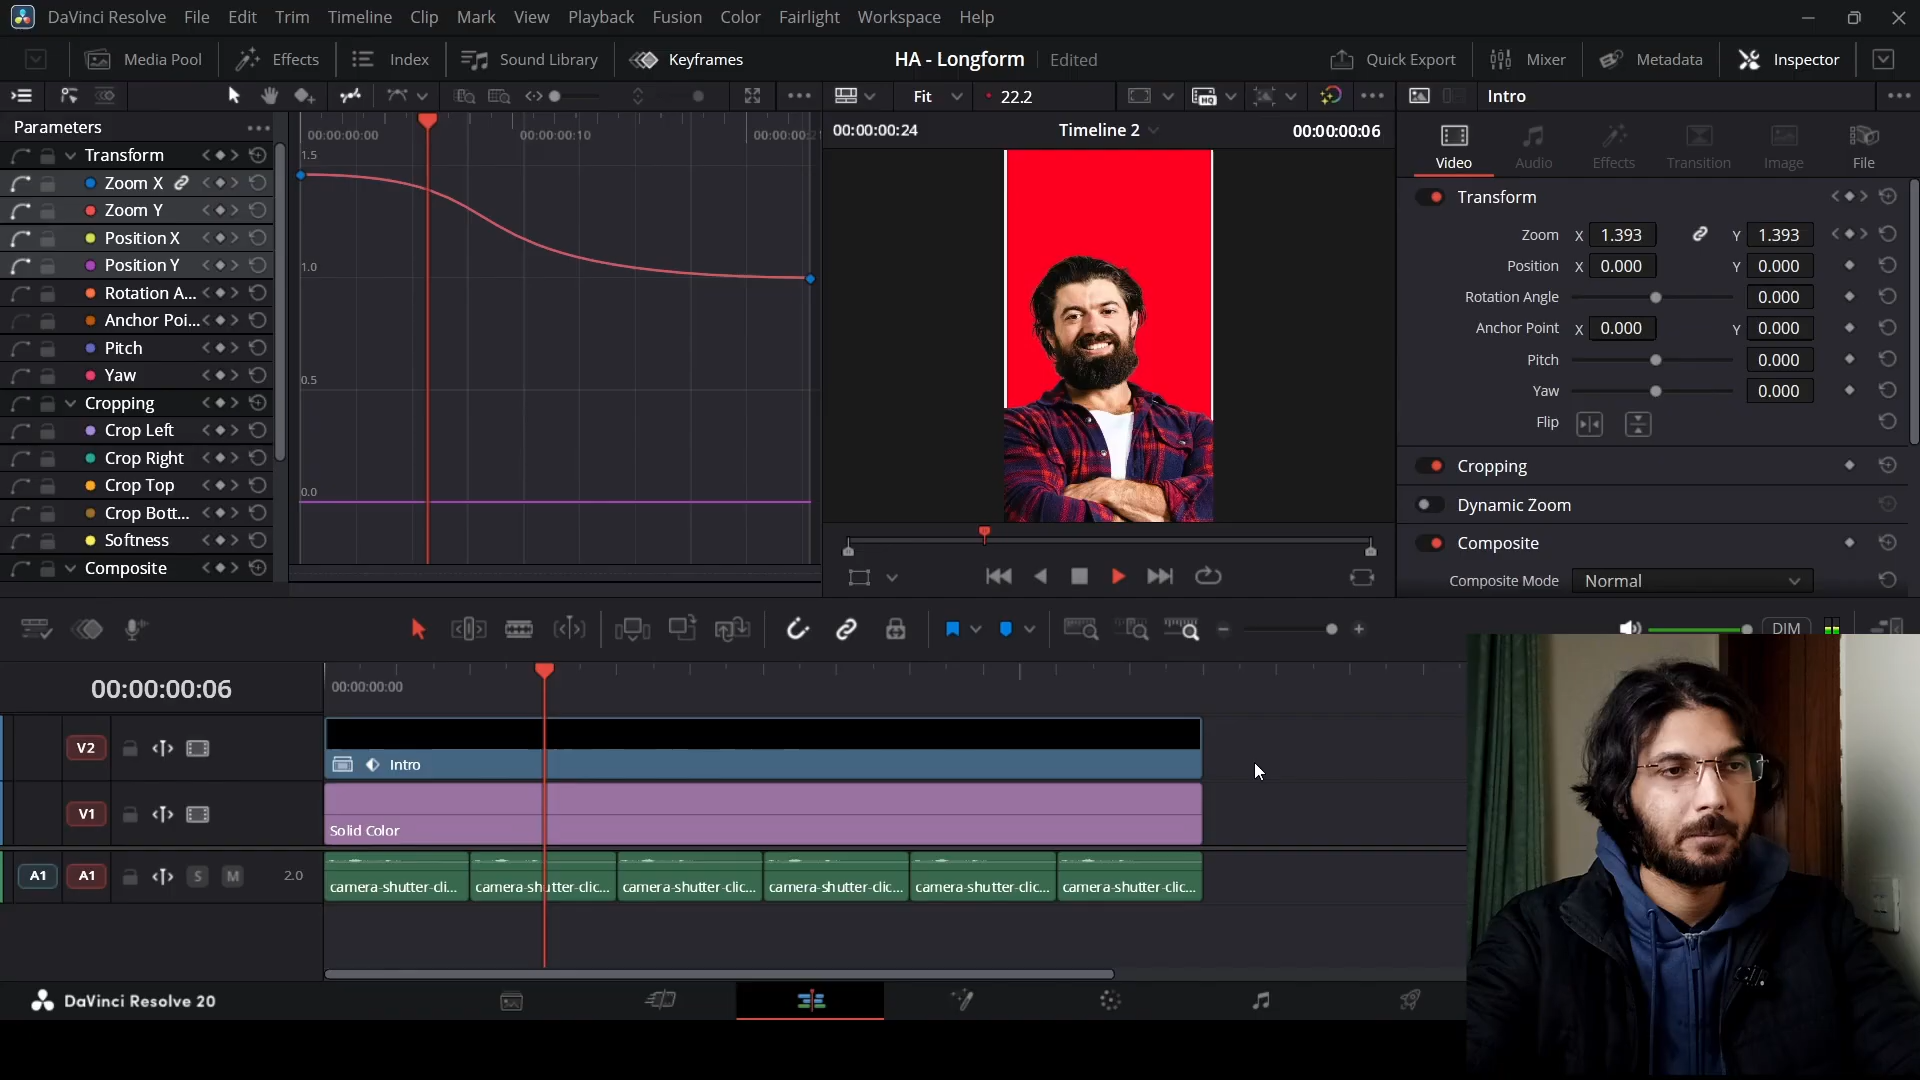 DaVinci Resolve File Edit Trim Timeline Clip Mark View Playback Fusion Color Fairlight Workspace Help
Media Pool Effects Index Sound Library Keyframes HA - Longform Edited Quick Export Mixer Metadata Inspector
Fit 22.2 Intro
Parameters
00:00:00:00 00:00:00:10
00:00:00:24 Timeline 2 00:00:00:06
Video Audio Effects Transition Image File
Transform
Zoom X
Zoom Y
Position X
Position Y
Rotation A...
Anchor Poi...
Pitch
Yaw
Cropping
Crop Left
Crop Right
Crop Top
Crop Bott...
Softness
Composite
1.5
1.0
0.5
0.0
Transform
Zoom X 1.393 Y 1.393
Position X 0.000 Y 0.000
Rotation Angle 0.000
Anchor Point X 0.000 Y 0.000
Pitch 0.000
Yaw 0.000
Flip
Cropping
Dynamic Zoom
Composite
Composite Mode Normal
DIM
00:00:00:06 00:00:00:00
V2 Intro
V1 Solid Color
A1 A1 S M 2.0 camera-shutter-cli... camera-shutter-clic... camera-shutter-clic... camera-shutter-clic... camera-shutter-clic... camera-shutter-clic...
DaVinci Resolve 20